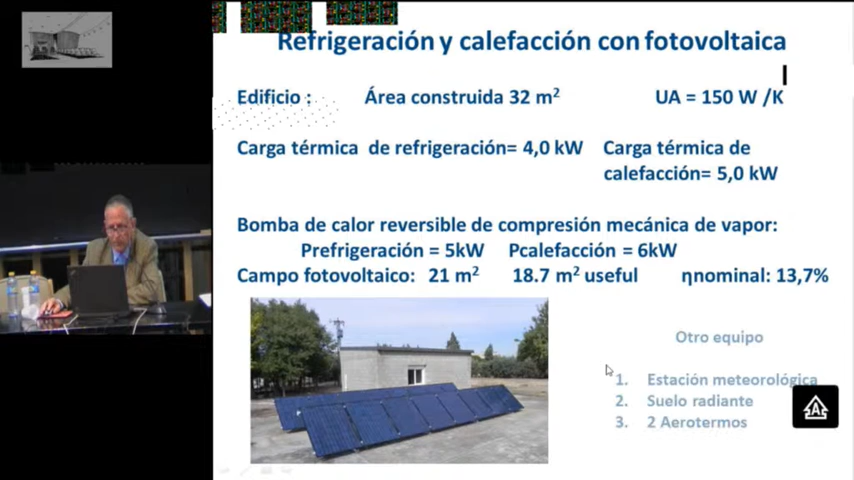 Refrigeración y calefacción con fotovoltaica
Edificio : Área construida 32 m² UA = 150 W /K
Carga térmica de refrigeración= 4,0 kW
Carga térmica de
calefacción= 5,0 kW
Bomba de calor reversible de compresión mecánica de vapor:
Prefrigeración = 5kW Pcalefacción = 6kW
Campo fotovoltaico: 21 m² 18.7 m² useful ηnominal: 13,7%
Otro equipo
1. Estación meteorológica
2. Suelo radiante
3. 2 Aerotermos